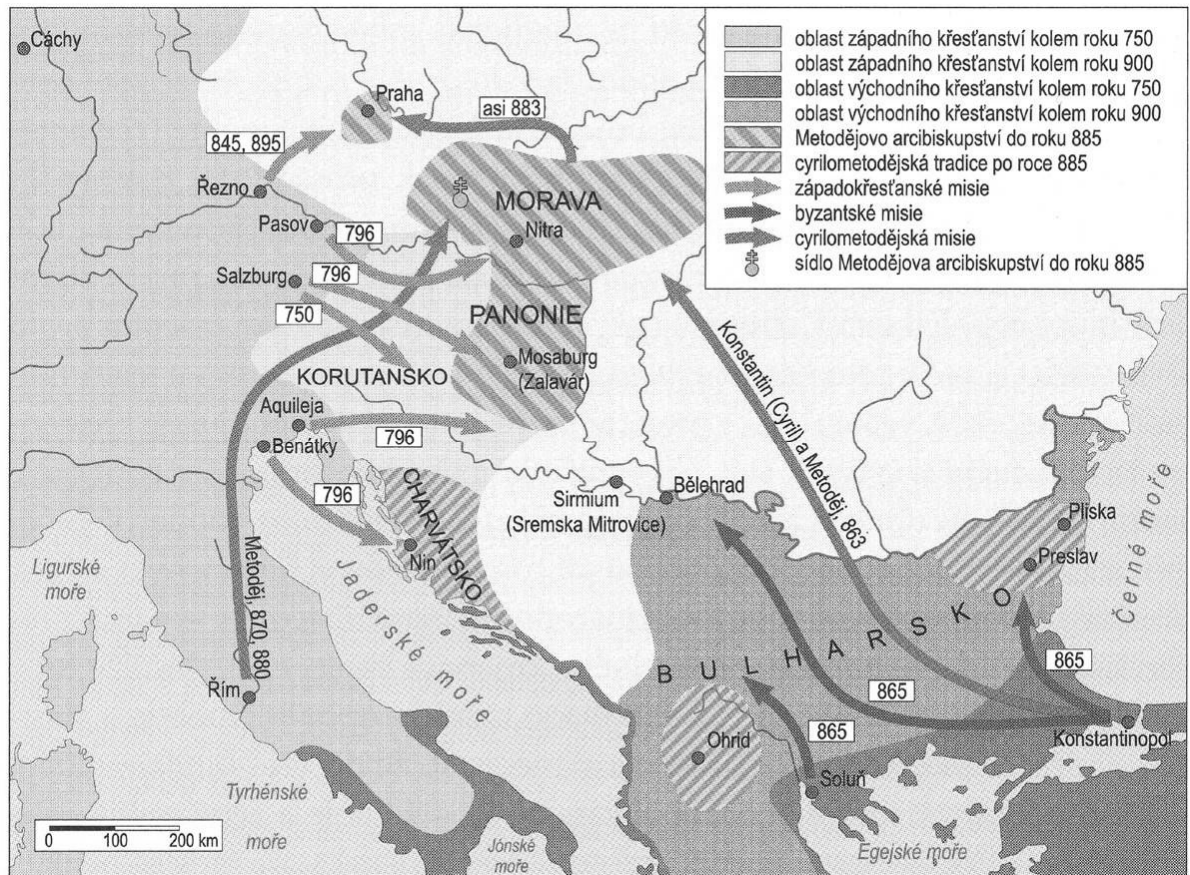 Cáchy
oblast západního křesťanství kolem roku 750
oblast západního křesťanství kolem roku 900
oblast východního křesťanství kolem roku 750
oblast východního křesťanství kolem roku 900
Metodějovo arcibiskupství do roku 885
cyrilometodějská tradice po roce 885
západokřesťanské misie
byzantské misie
cyrilometodějská misie
sídlo Metodějova arcibiskupství do roku 885
Praha
asi 883
845, 895
Řezno
MORAVA
Pasov
796
Nitra
Salzburg
796
750
PANONIE
Mosaburg
(Zalavár)
KORUTANSKO
Konstantin (Cyril) a Metoděj, 863
Aquileja
796
Benátky
796
CHARVÁTSKO
Nin
Sirmium
(Sremska Mitrovice)
Bělehrad
Pliska
Preslav
Černé moře
Ligurské
moře
Jaderské moře
Metoděj, 870, 880
Řím
BULHARSKO
865
865
865
Ohrid
Konstantinopol
Soluň
Tyrhénské
moře
Jónské
moře
Egejské moře
0 100 200 km